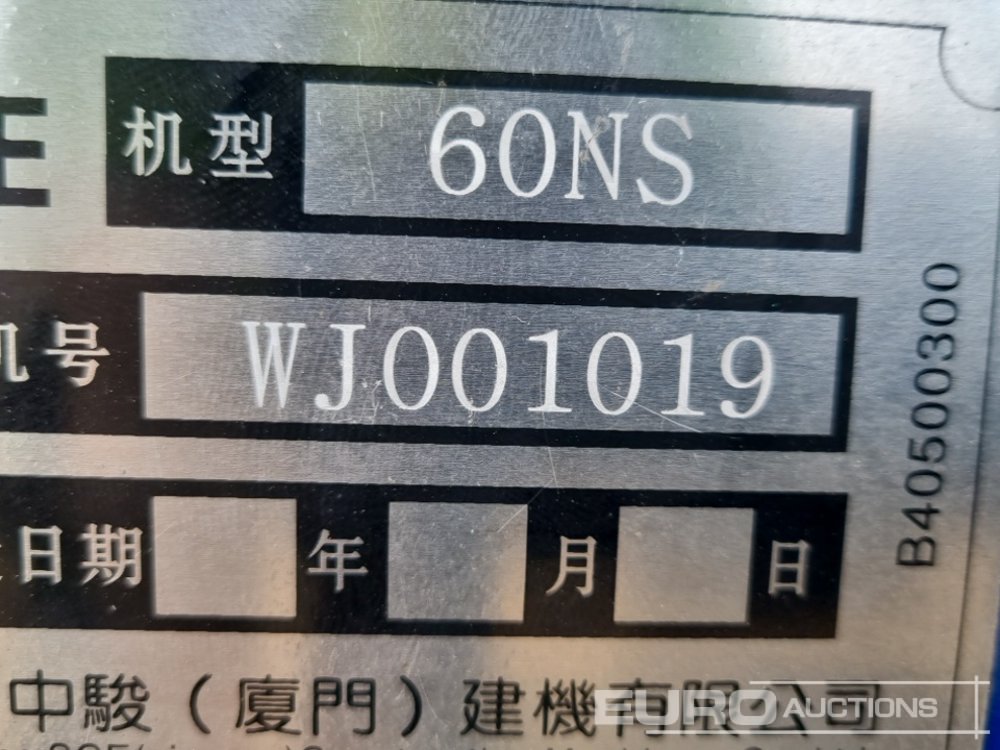 机型 60NS
机号 WJ001019
日期 年 月 日
B40500300
中駿（廈門）建機有限公司
EURO AUCTIONS